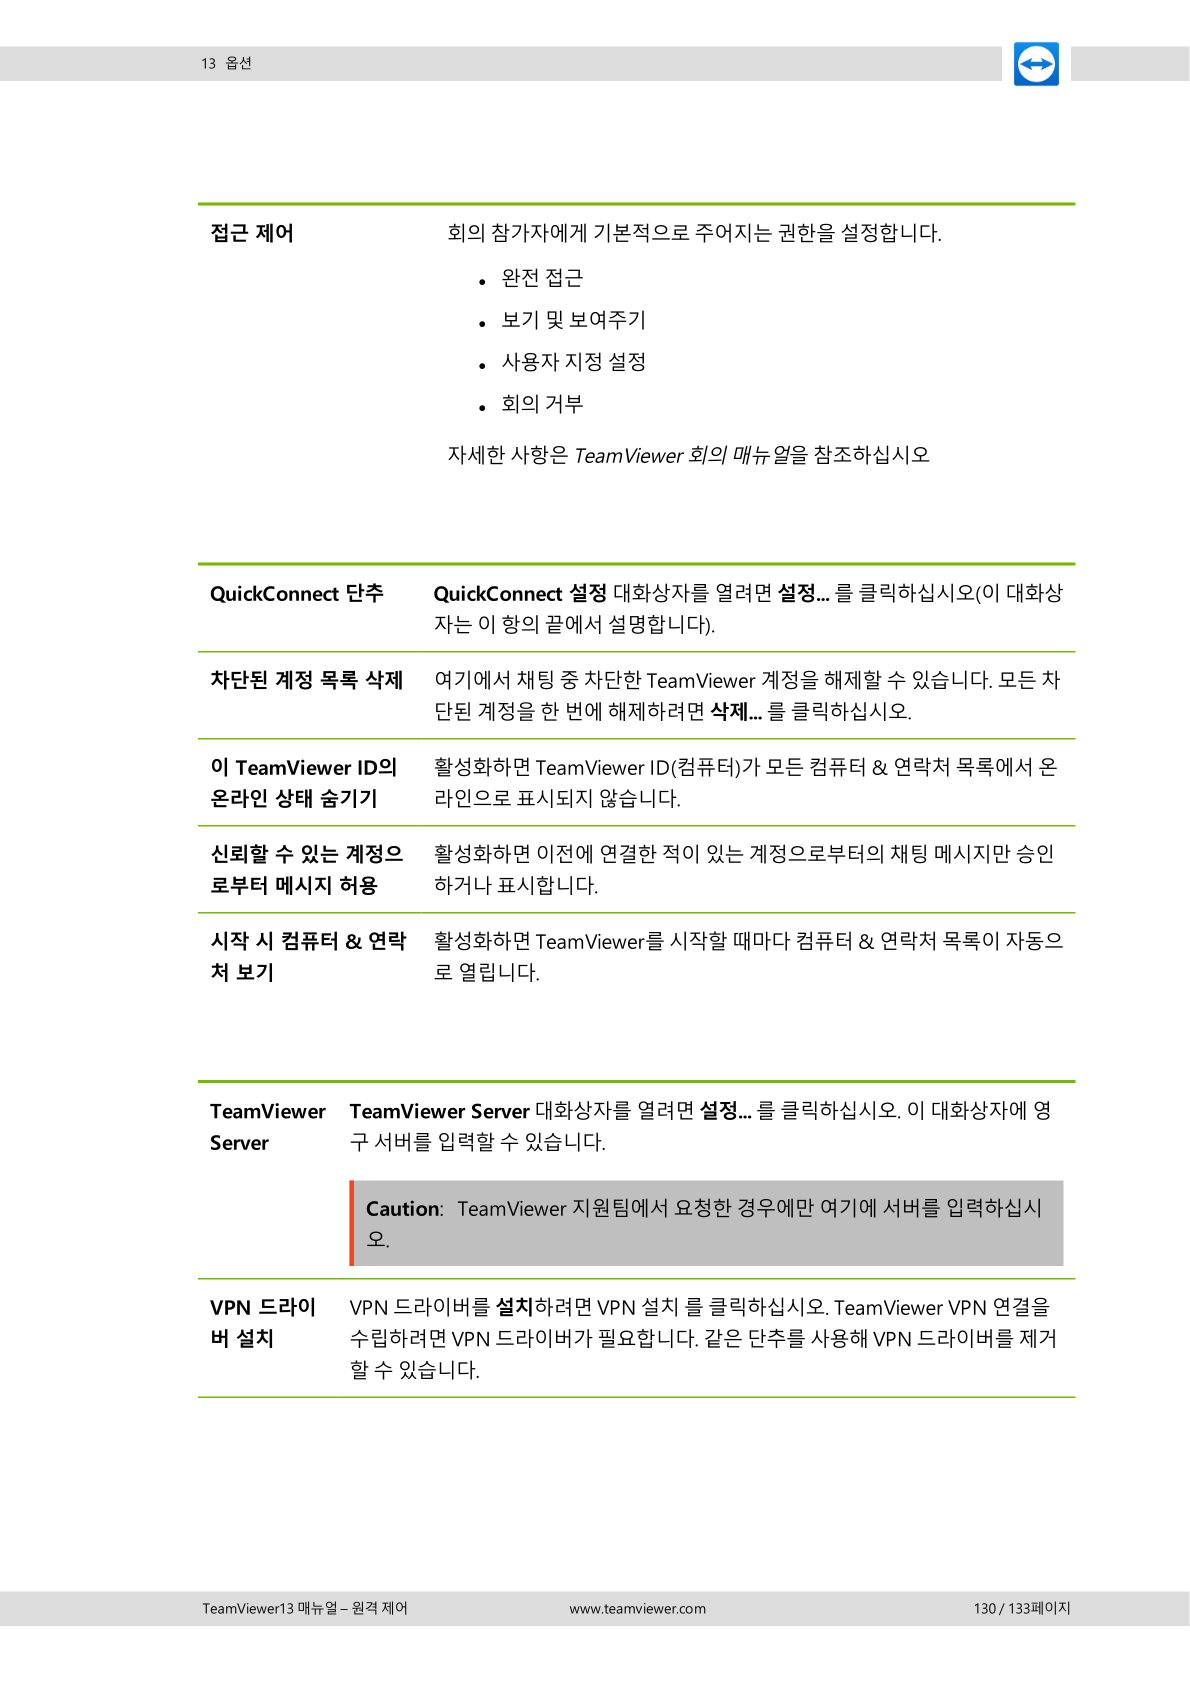 13 옵션
접근 제어
회의 참가자에게 기본적으로 주어지는 권한을 설정합니다.
• 완전 접근
• 보기 및 보여주기
• 사용자 지정 설정
• 회의 거부
자세한 사항은 TeamViewer 회의 매뉴얼을 참조하십시오
QuickConnect 단추
QuickConnect 설정 대화상자를 열려면 설정... 를 클릭하십시오(이 대화상
자는 이 항의 끝에서 설명합니다).
차단된 계정 목록 삭제
여기에서 채팅 중 차단한 TeamViewer 계정을 해제할 수 있습니다. 모든 차
단된 계정을 한 번에 해제하려면 삭제... 를 클릭하십시오.
이 TeamViewer ID의
온라인 상태 숨기기
활성화하면 TeamViewer ID(컴퓨터)가 모든 컴퓨터 & 연락처 목록에서 온
라인으로 표시되지 않습니다.
신뢰할 수 있는 계정으
로부터 메시지 허용
활성화하면 이전에 연결한 적이 있는 계정으로부터의 채팅 메시지만 승인
하거나 표시합니다.
시작 시 컴퓨터 & 연락
처 보기
활성화하면 TeamViewer를 시작할 때마다 컴퓨터 & 연락처 목록이 자동으
로 열립니다.
TeamViewer
Server
TeamViewer Server 대화상자를 열려면 설정... 를 클릭하십시오. 이 대화상자에 영
구 서버를 입력할 수 있습니다.
Caution: TeamViewer 지원팀에서 요청한 경우에만 여기에 서버를 입력하십시
오.
VPN 드라이
버 설치
VPN 드라이버를 설치하려면 VPN 설치 를 클릭하십시오. TeamViewer VPN 연결을
수립하려면 VPN 드라이버가 필요합니다. 같은 단추를 사용해 VPN 드라이버를 제거
할 수 있습니다.
TeamViewer13 매뉴얼 – 원격 제어
www.teamviewer.com
130 / 133페이지